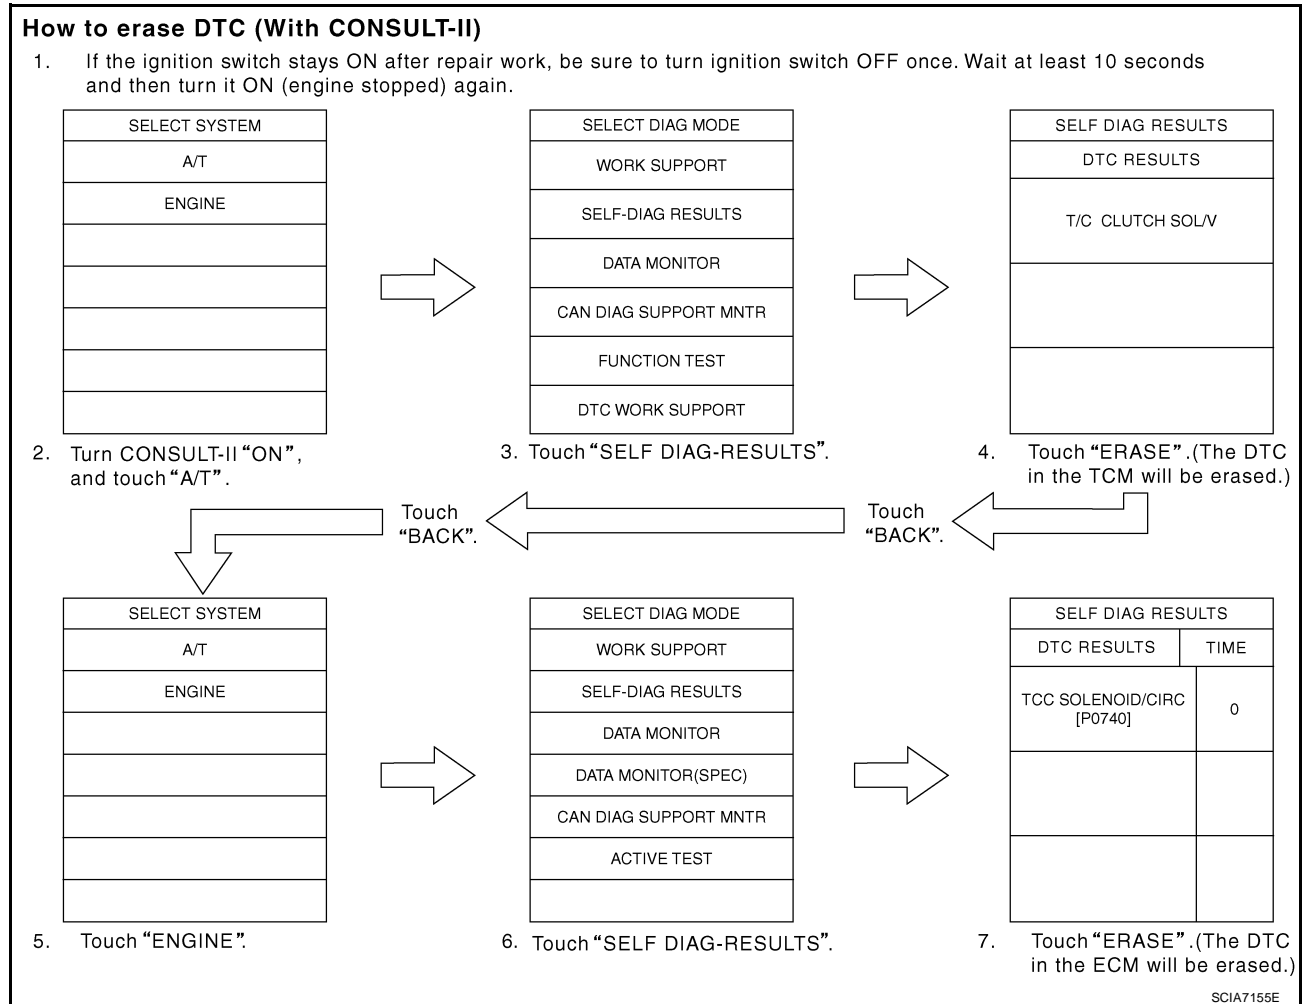 How to erase DTC (With CONSULT-II)
1. If the ignition switch stays ON after repair work, be sure to turn ignition switch OFF once. Wait at least 10 seconds
and then turn it ON (engine stopped) again.
SELECT SYSTEM
A/T
ENGINE
SELECT DIAG MODE
WORK SUPPORT
SELF-DIAG RESULTS
DATA MONITOR
CAN DIAG SUPPORT MNTR
FUNCTION TEST
DTC WORK SUPPORT
SELF DIAG RESULTS
DTC RESULTS
T/C CLUTCH SOL/V
2. Turn CONSULT-II “ON”,
and touch “A/T”.
3. Touch “SELF DIAG-RESULTS”.
4. Touch “ERASE”.(The DTC
in the TCM will be erased.)
Touch
“BACK”.
Touch
“BACK”.
SELECT SYSTEM
A/T
ENGINE
SELECT DIAG MODE
WORK SUPPORT
SELF-DIAG RESULTS
DATA MONITOR
DATA MONITOR(SPEC)
CAN DIAG SUPPORT MNTR
ACTIVE TEST
SELF DIAG RESULTS
DTC RESULTS TIME
TCC SOLENOID/CIRC
[P0740] 0
5. Touch “ENGINE”.
6. Touch “SELF DIAG-RESULTS”.
7. Touch “ERASE”.(The DTC
in the ECM will be erased.)
SCIA7155E